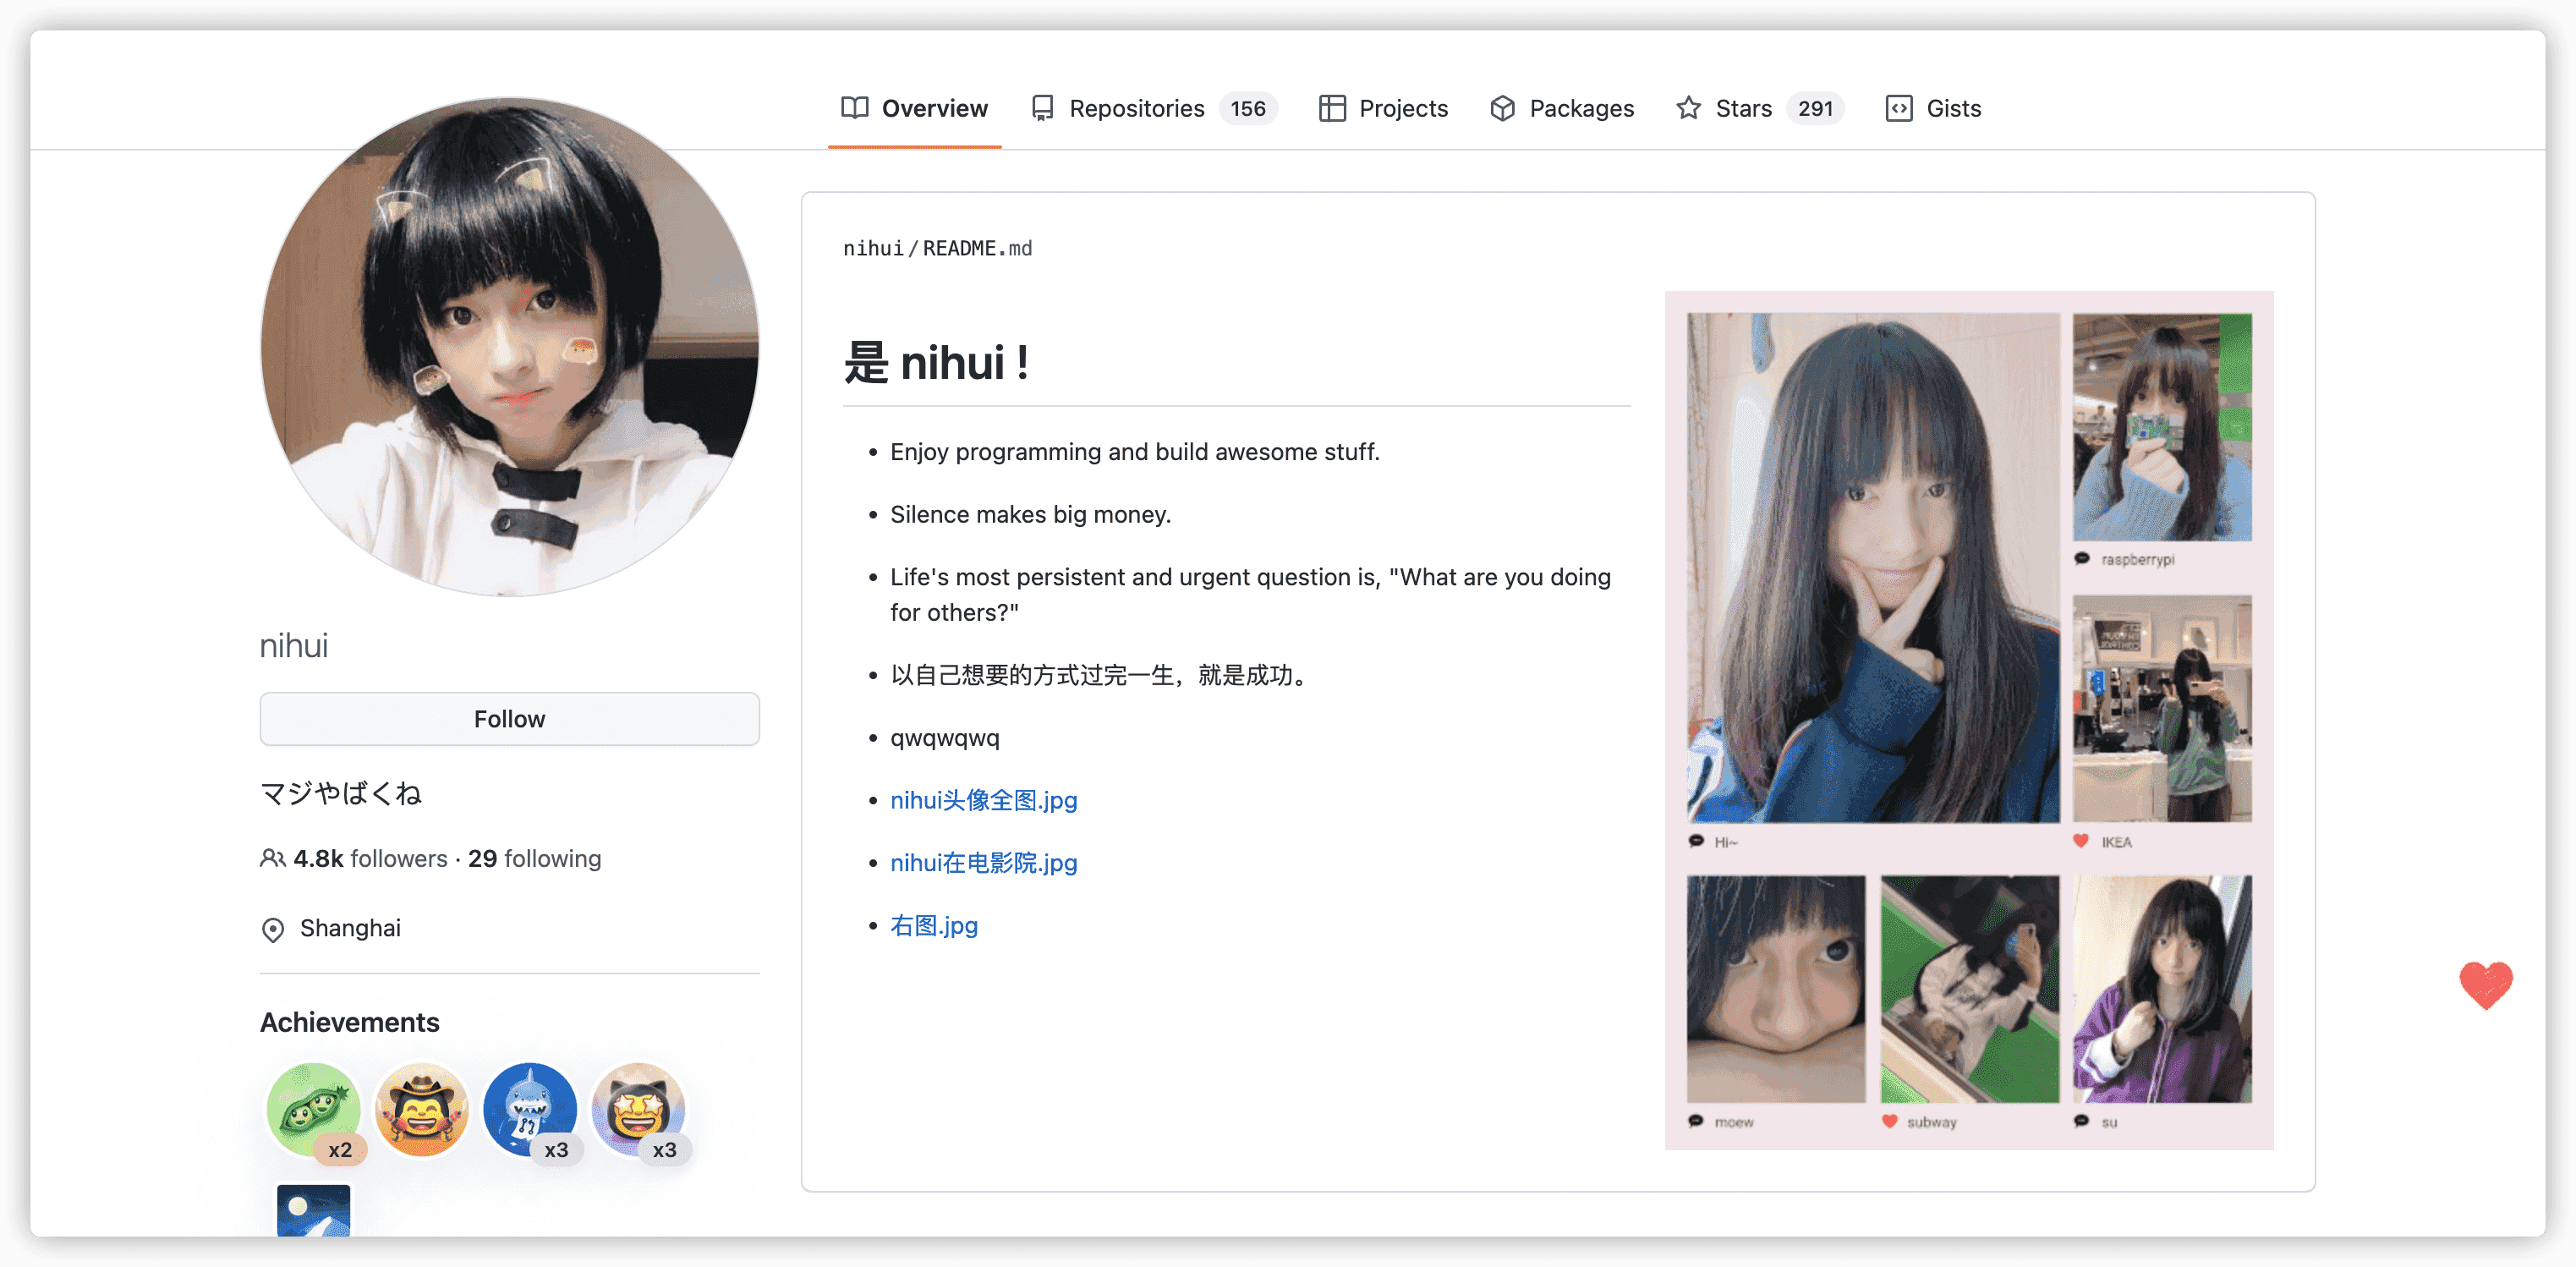 Overview Repositories 156 Projects Packages Stars 291 Gists
nihui/README.md
是 nihui !
Enjoy programming and build awesome stuff.
Silence makes big money.
Life's most persistent and urgent question is, "What are you doing
for others?"
以自己想要的方式过完一生，就是成功。
qwqwqwq
nihui头像全图.jpg
nihui在电影院.jpg
右图.jpg
raspberrypi
Hi~
IKEA
moew
subway
su
nihui
Follow
マジやばくね
4.8k followers · 29 following
Shanghai
Achievements
x2
x3
x3